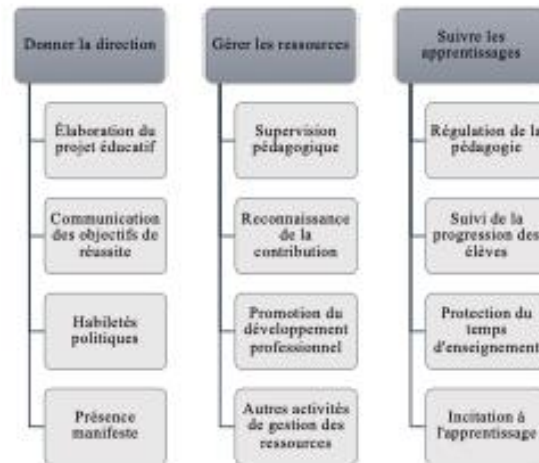 Donner la direction
Élaboration du
projet éducatif
Communication
des objectifs de
réussite
Habiletés
politiques
Présence
manifeste
Gérer les ressources
Supervision
pédagogique
Reconnaissance
de la
contribution
Promotion du
développement
professionnel
Autres activités
de gestion des
ressources
Suivre les
apprentissages
Régulation de la
pédagogie
Suivi de la
progression des
élèves
Protection du
temps
d'enseignement
Incitation à
l'apprentissage